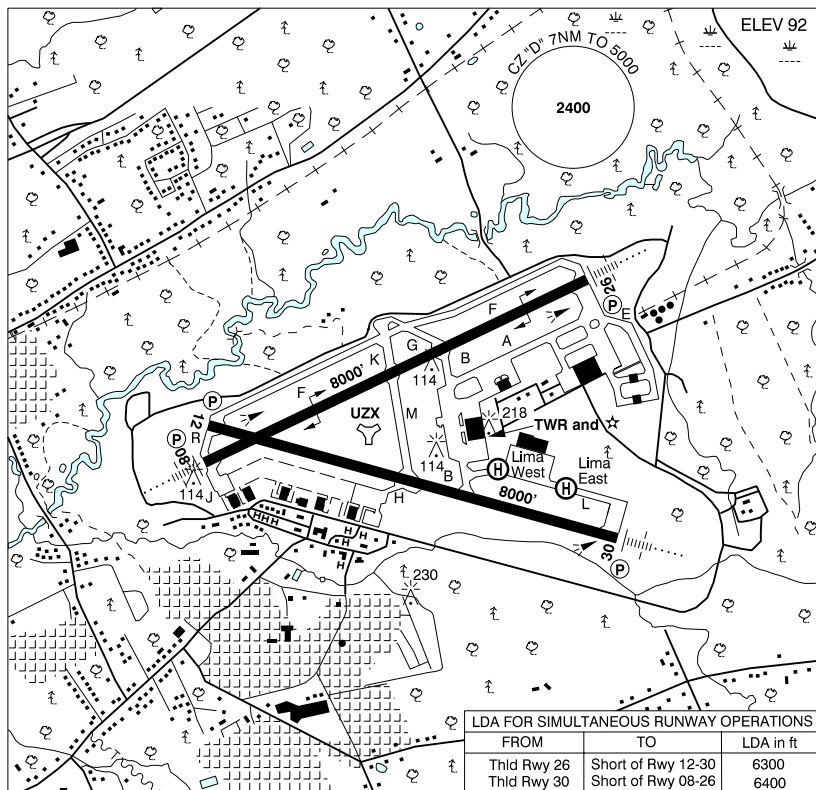 ELEV 92
CZ "D" 7NM TO 5000
2400
26
P
E
F
A
G
B
K
8000'
114
F
UZX
M
218
TWR and
P
12
R
P
08
114
J
114
B
Lima
West
Lima
East
H
H
H
8000'
L
30
P
H H H
H
H
H
H
230
LDA FOR SIMULTANEOUS RUNWAY OPERATIONS
FROM TO LDA in ft
Thld Rwy 26 Short of Rwy 12-30 6300
Thld Rwy 30 Short of Rwy 08-26 6400